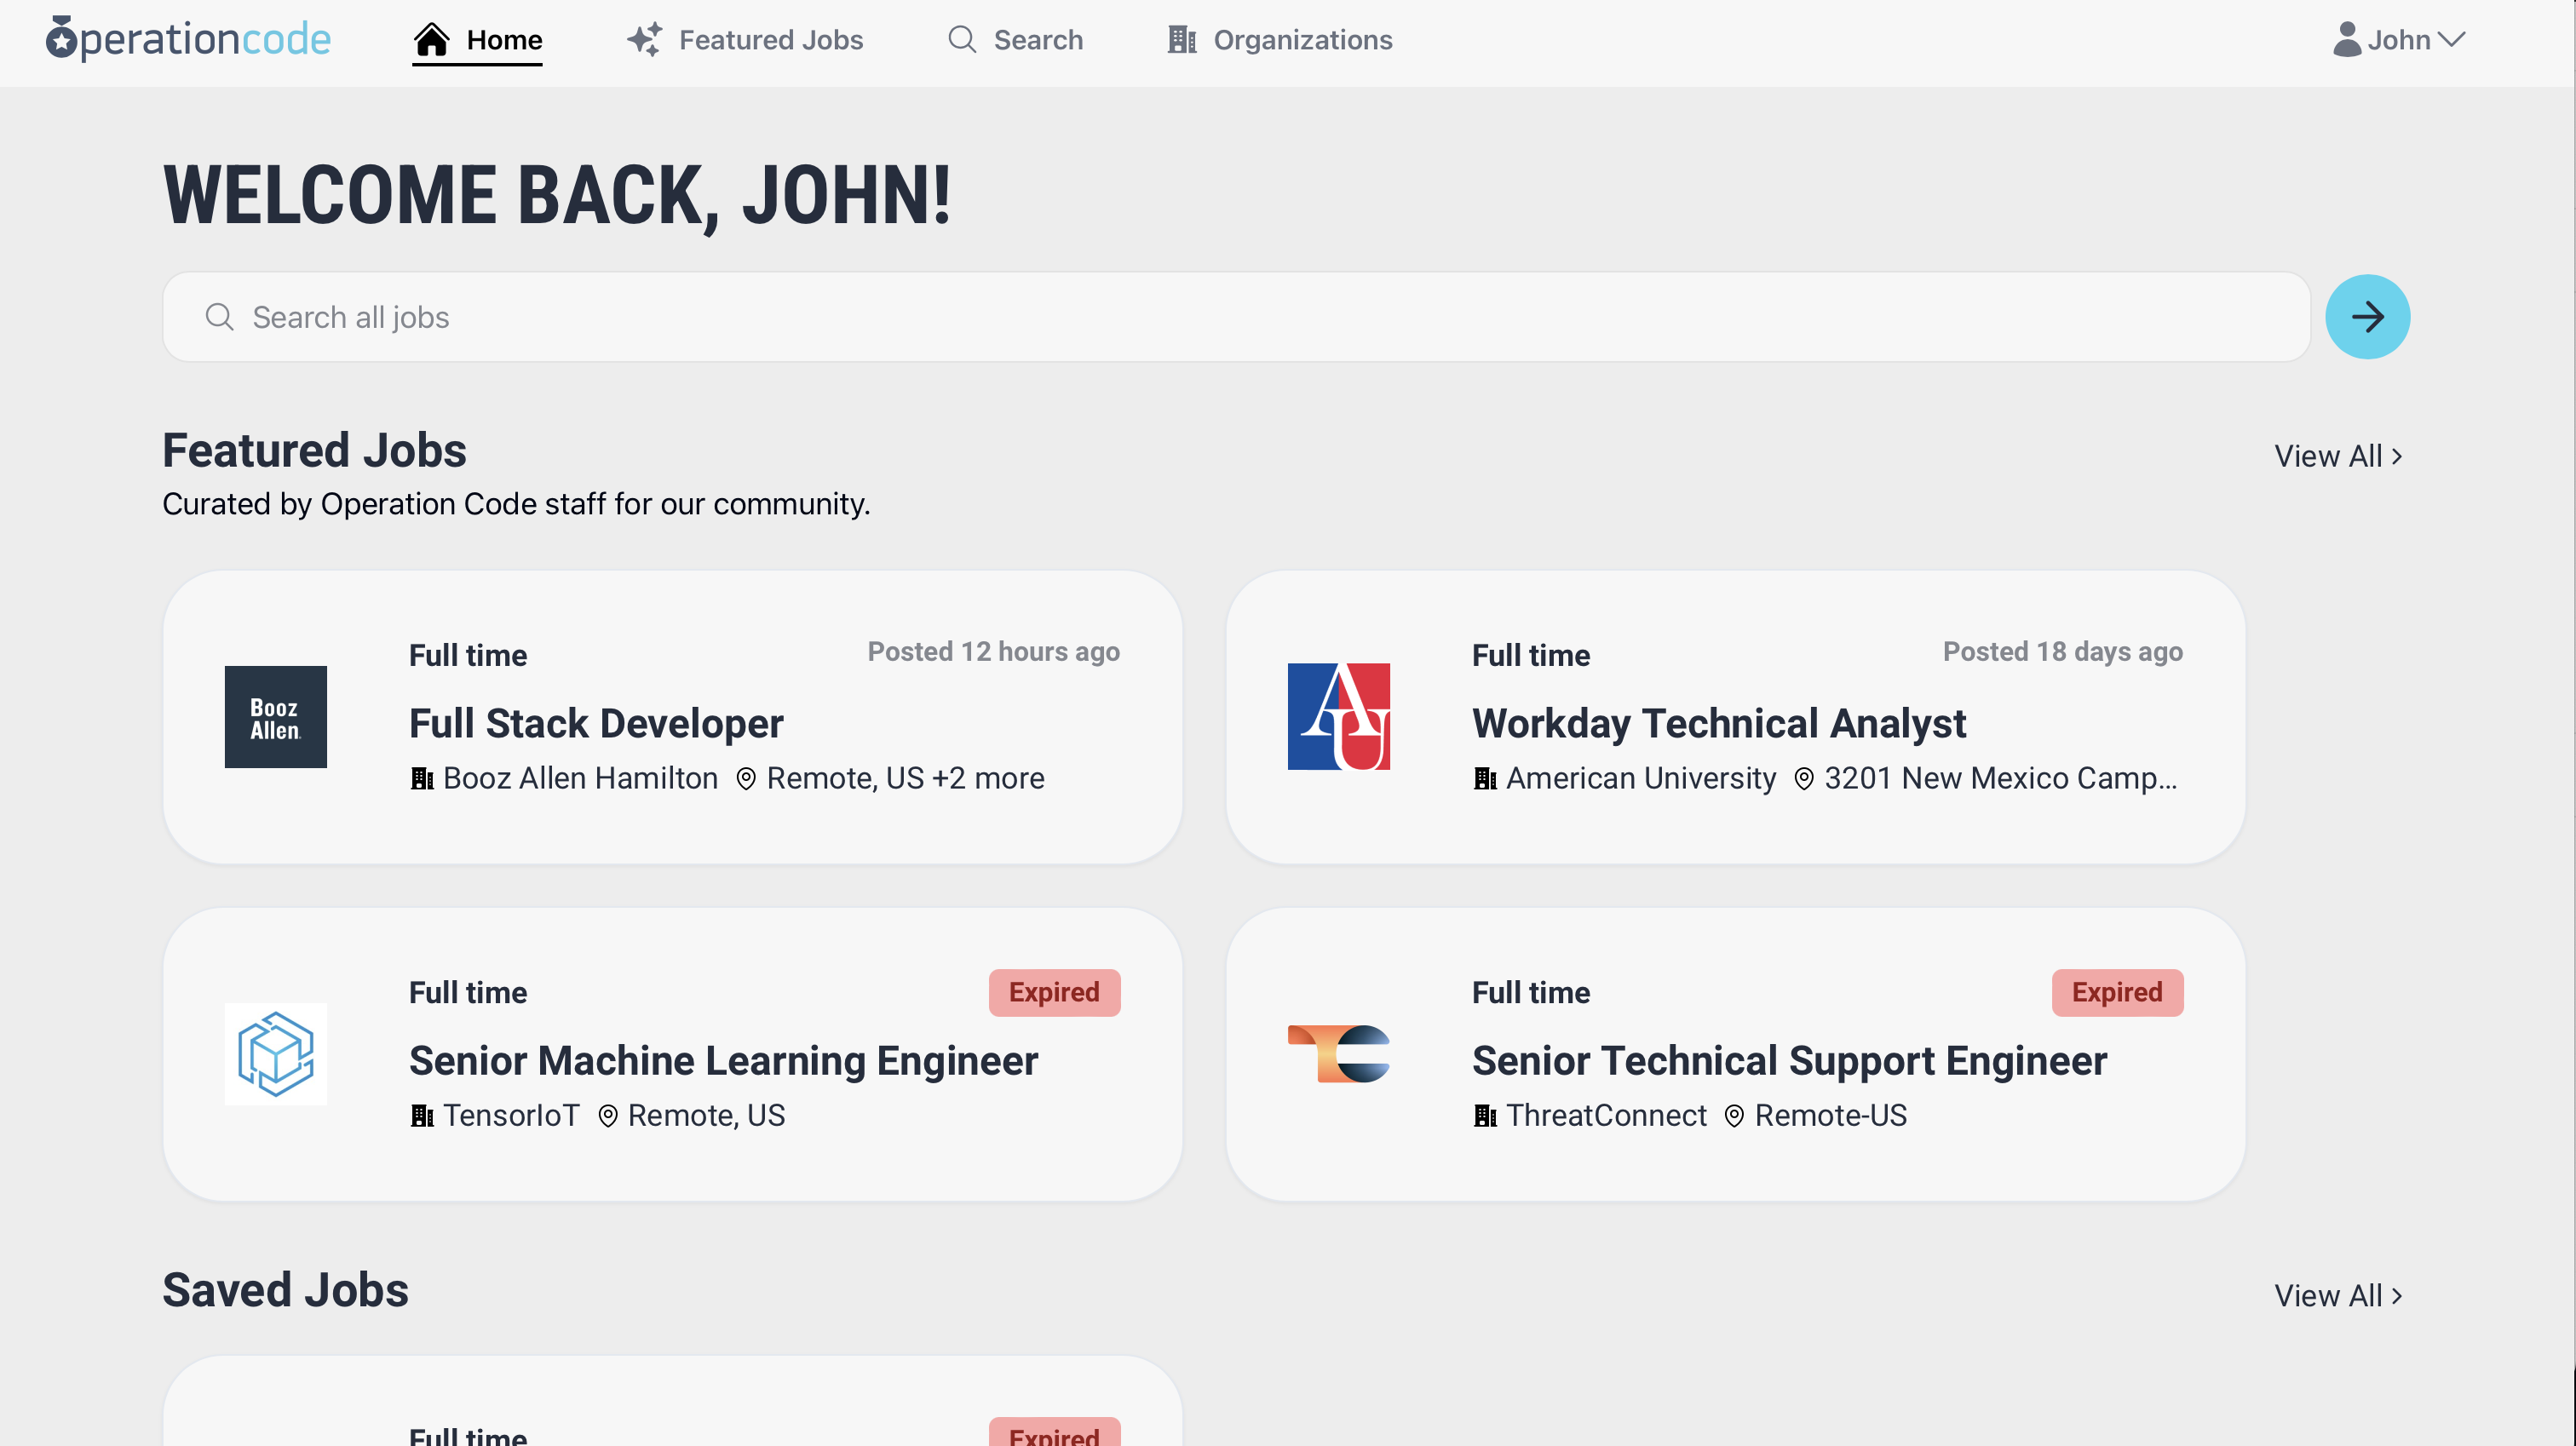 operationcode
Home
Featured Jobs
Search
Organizations
John
WELCOME BACK, JOHN!
Search all jobs
Featured Jobs
View All
Curated by Operation Code staff for our community.
Full time
Posted 12 hours ago
Booz
Allen
Full Stack Developer
Booz Allen Hamilton
Remote, US +2 more
Full time
Posted 18 days ago
AU
Workday Technical Analyst
American University
3201 New Mexico Camp...
Full time
Expired
Senior Machine Learning Engineer
TensorIoT
Remote, US
Full time
Expired
TC
Senior Technical Support Engineer
ThreatConnect
Remote-US
Saved Jobs
View All
Full time
Expired